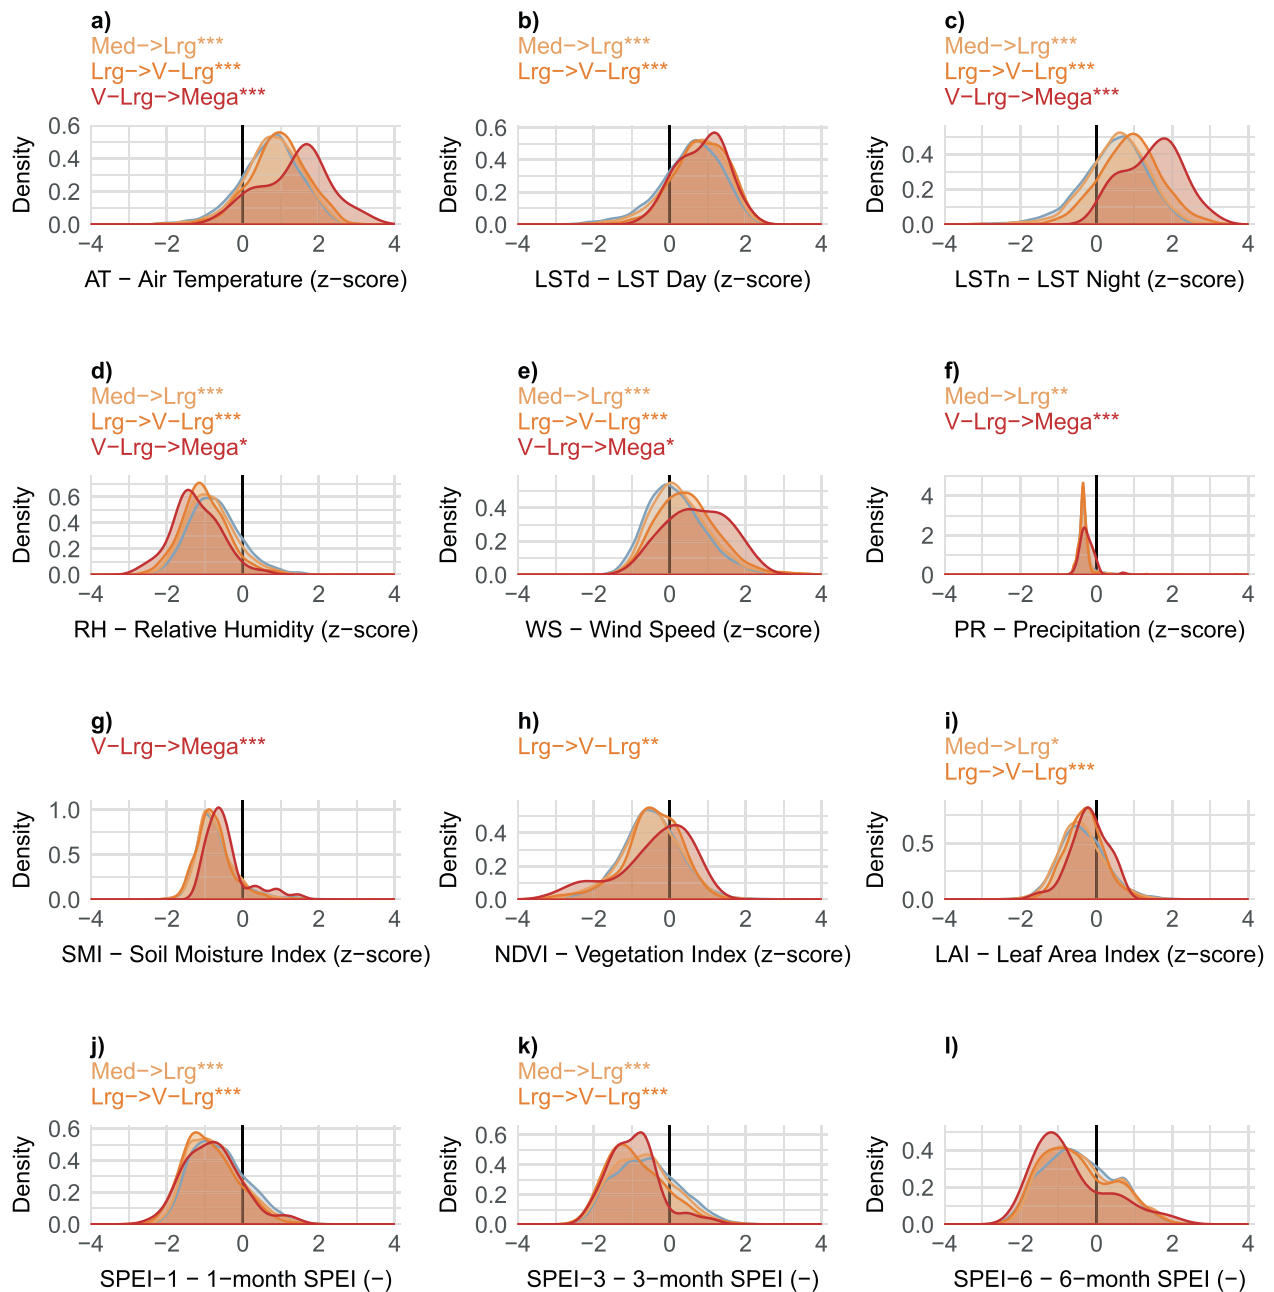 a)
Med−>Lrg***
Lrg−>V−Lrg***
V−Lrg−>Mega***
Density
0.6
0.4
0.2
0.0
−4 −2 0 2 4
AT − Air Temperature (z−score)
b)
Med−>Lrg***
Lrg−>V−Lrg***
Density
0.6
0.4
0.2
0.0
−4 −2 0 2 4
LSTd − LST Day (z−score)
c)
Med−>Lrg***
Lrg−>V−Lrg***
V−Lrg−>Mega***
Density
0.4
0.2
0.0
−4 −2 0 2 4
LSTn − LST Night (z−score)
d)
Med−>Lrg***
Lrg−>V−Lrg***
V−Lrg−>Mega*
Density
0.6
0.4
0.2
0.0
−4 −2 0 2 4
RH − Relative Humidity (z−score)
e)
Med−>Lrg***
Lrg−>V−Lrg***
V−Lrg−>Mega*
Density
0.4
0.2
0.0
−4 −2 0 2 4
WS − Wind Speed (z−score)
f)
Med−>Lrg**
V−Lrg−>Mega***
Density
4
2
0
−4 −2 0 2 4
PR − Precipitation (z−score)
g)
V−Lrg−>Mega***
Density
1.0
0.5
0.0
−4 −2 0 2 4
SMI − Soil Moisture Index (z−score)
h)
Lrg−>V−Lrg**
Density
0.4
0.2
0.0
−4 −2 0 2 4
NDVI − Vegetation Index (z−score)
i)
Med−>Lrg*
Lrg−>V−Lrg***
Density
0.5
0.0
−4 −2 0 2 4
LAI − Leaf Area Index (z−score)
j)
Med−>Lrg***
Lrg−>V−Lrg***
Density
0.6
0.4
0.2
0.0
−4 −2 0 2 4
SPEI−1 − 1−month SPEI (−)
k)
Med−>Lrg***
Lrg−>V−Lrg***
Density
0.6
0.4
0.2
0.0
−4 −2 0 2 4
SPEI−3 − 3−month SPEI (−)
l)
Density
0.4
0.2
0.0
−4 −2 0 2 4
SPEI−6 − 6−month SPEI (−)